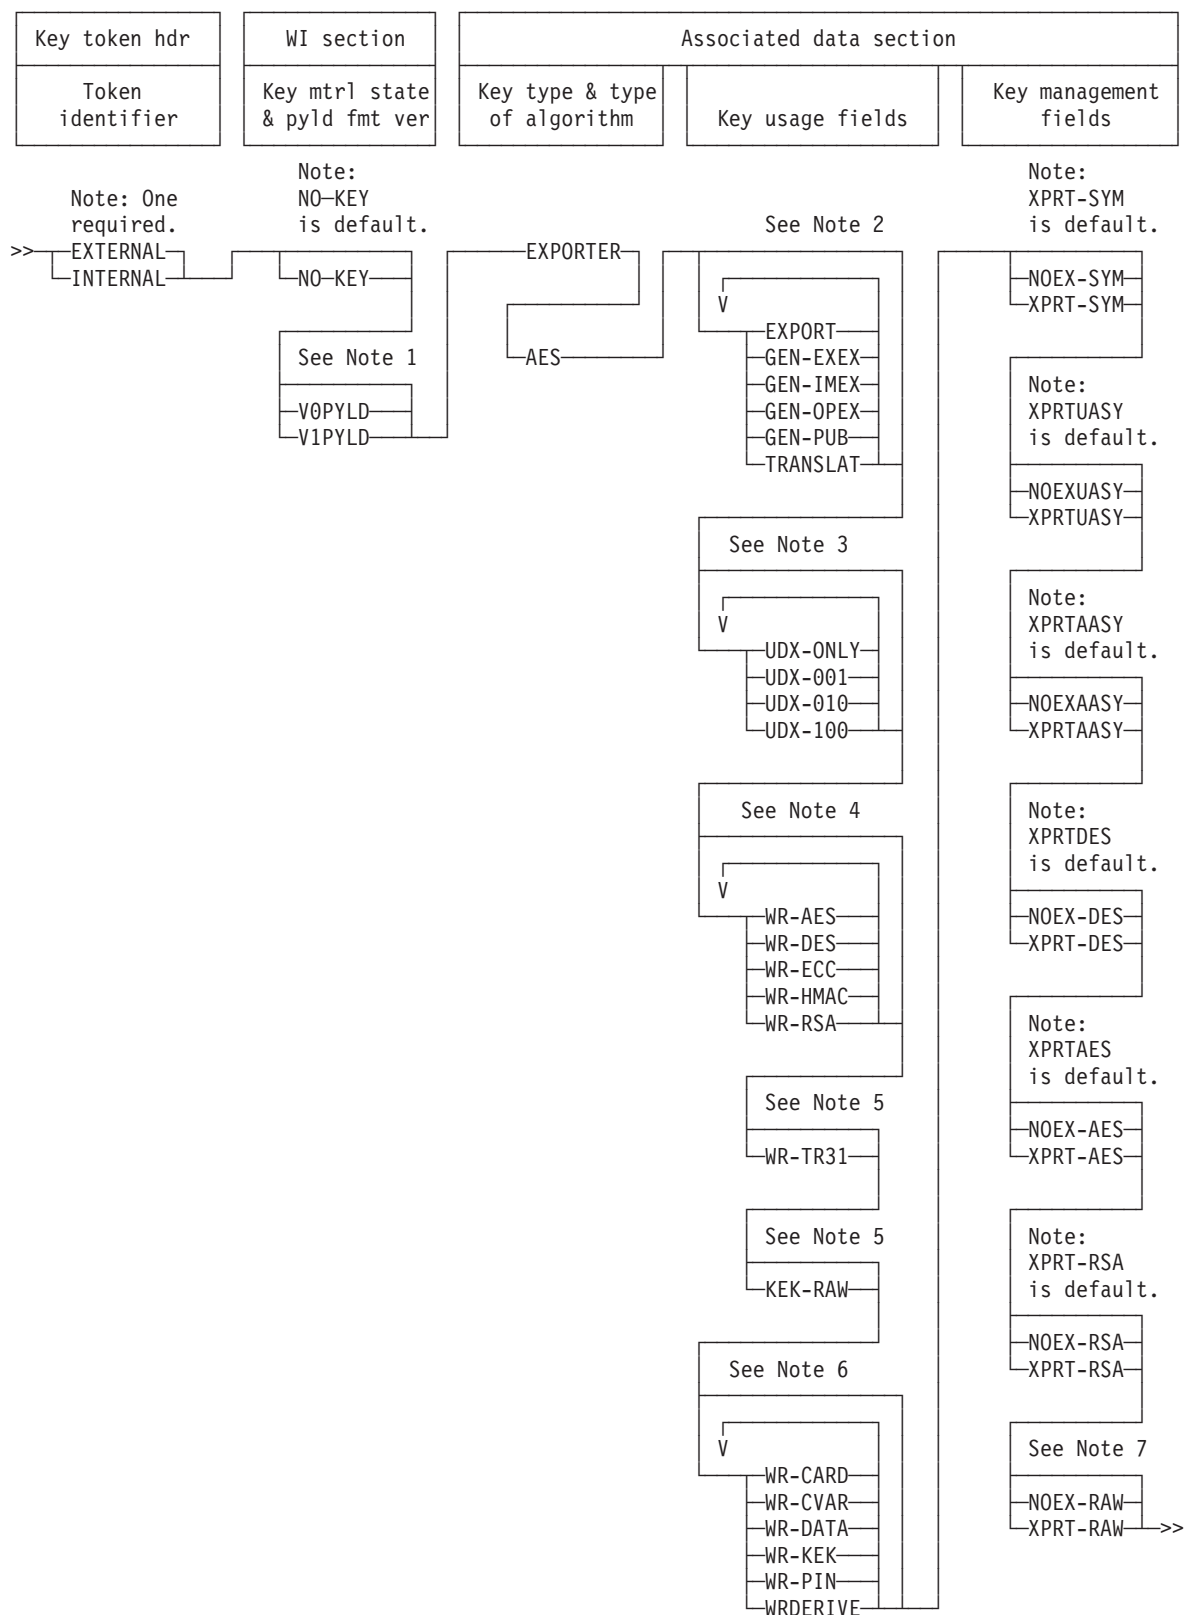 Key token hdr
WI section
Associated data section
Token
identifier
Key mtrl state
& pyld fmt ver
Key type & type
of algorithm
Key usage fields
Key management
fields
Note: One
required.
>>
EXTERNAL
INTERNAL
Note:
NO-KEY
is default.
NO-KEY
See Note 1
V0PYLD
V1PYLD
EXPORTER
AES
See Note 2
V
EXPORT
GEN-EXEX
GEN-IMEX
GEN-OPEX
GEN-PUB
TRANSLAT
See Note 3
V
UDX-ONLY
UDX-001
UDX-010
UDX-100
See Note 4
V
WR-AES
WR-DES
WR-ECC
WR-HMAC
WR-RSA
See Note 5
WR-TR31
See Note 5
KEK-RAW
See Note 6
V
WR-CARD
WR-CVAR
WR-DATA
WR-KEK
WR-PIN
WRDERIVE
Note:
XPRT-SYM
is default.
NOEX-SYM
XPRT-SYM
Note:
XPRTUASY
is default.
NOEXUASY
XPRTUASY
Note:
XPRTAASY
is default.
NOEXAASY
XPRTAASY
Note:
XPRTDES
is default.
NOEX-DES
XPRT-DES
Note:
XPRTAES
is default.
NOEX-AES
XPRT-AES
Note:
XPRT-RSA
is default.
NOEX-RSA
XPRT-RSA
See Note 7
NOEX-RAW
XPRT-RAW
>>